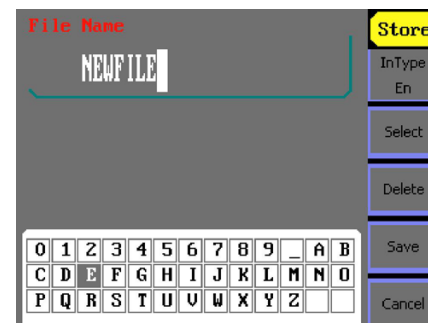 File Name
Store
NEWFILE
InType
En
Select
Delete
Save
Cancel
0 1 2 3 4 5 6 7 8 9 _ A B
C D E F G H I J K L M N O
P Q R S T U V W X Y Z